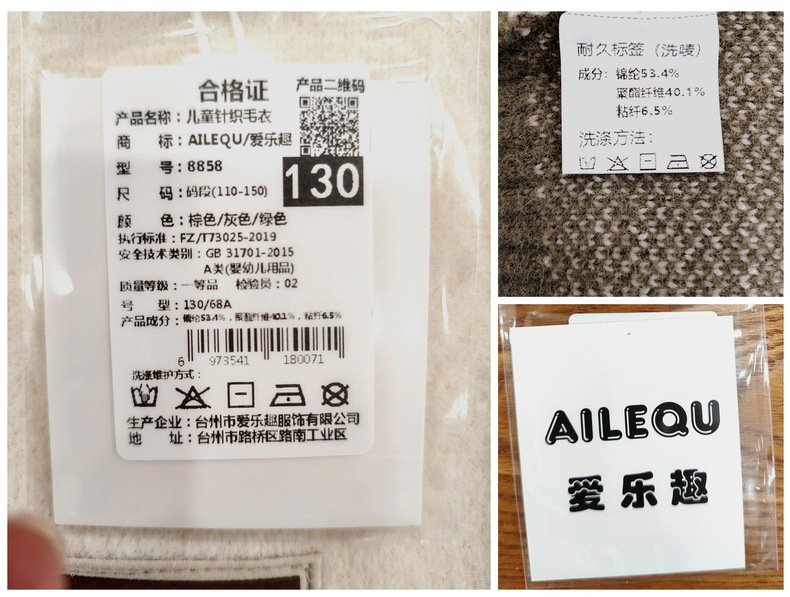 合格证
产品二维码
产品名称：儿童针织毛衣
商 标：AILEQU/爱乐趣
型 号：8858
130
尺 码：码段(110-150)
颜 色：棕色/灰色/绿色
执行标准：FZ/T73025-2019
安全技术类别：GB 31701-2015
A类(婴幼儿用品)
质量等级：一等品 检验员：02
号 型：130/68A
产品成分：锦纶53.4%，聚酯纤维40.1%，粘纤6.5%
6 973541 180071
洗涤维护方式：
生产企业：台州市爱乐趣服饰有限公司
地 址：台州市路桥区路南工业区
耐久标签（洗唛）
成分：锦纶53.4%
聚酯纤维40.1%
粘纤6.5%
洗涤方法：
AILEQU
爱乐趣